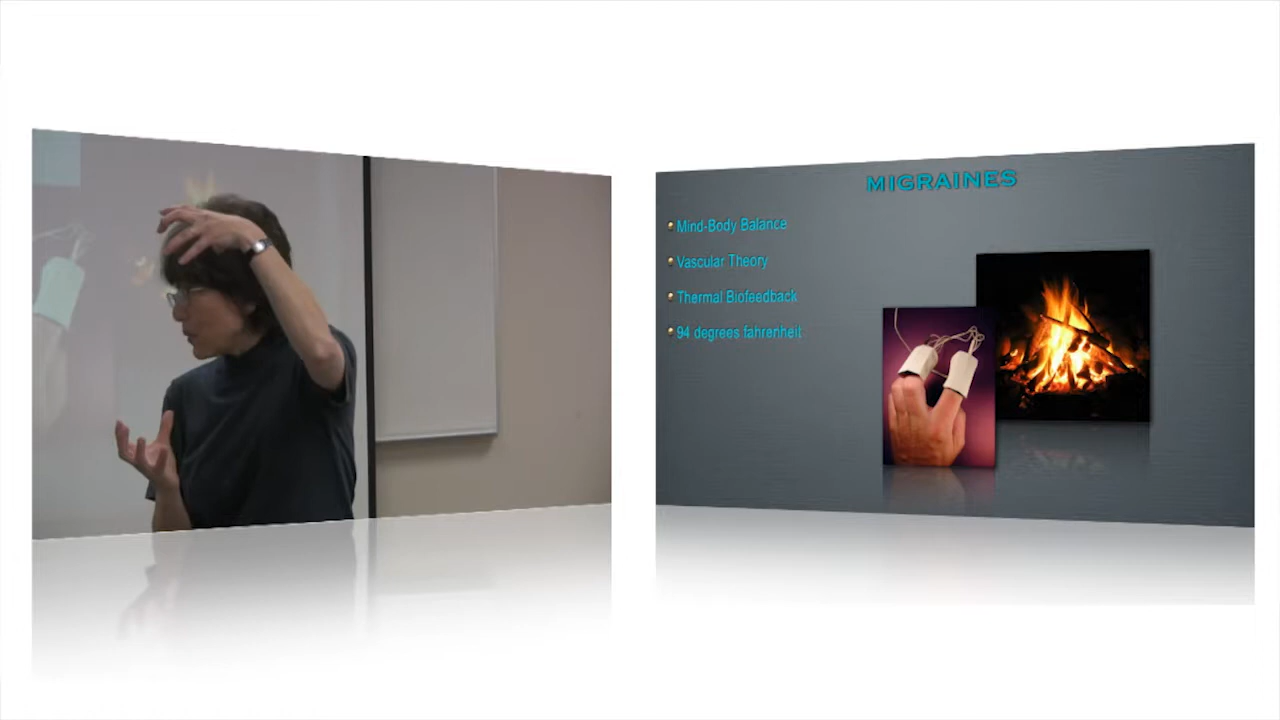 MIGRAINES
Mind-Body Balance
Vascular Theory
Thermal Biofeedback
94 degrees fahrenheit